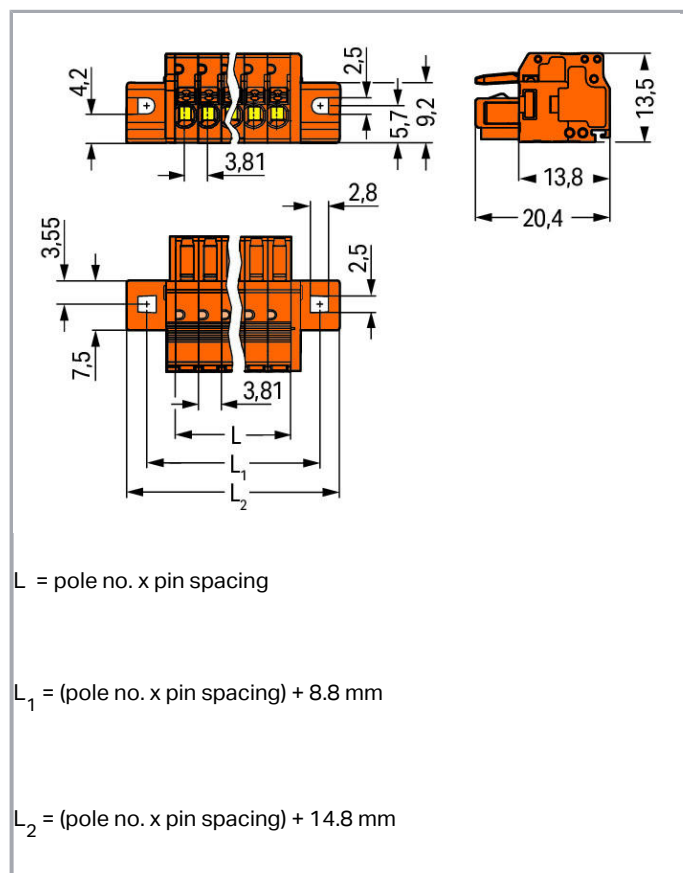 4,2
2,5
5,7
9,2
3,81
13,5
13,8
20,4
3,55
2,8
2,5
7,5
3,81
L
L₁
L₂
L = pole no. x pin spacing
L₁ = (pole no. x pin spacing) + 8.8 mm
L₂ = (pole no. x pin spacing) + 14.8 mm